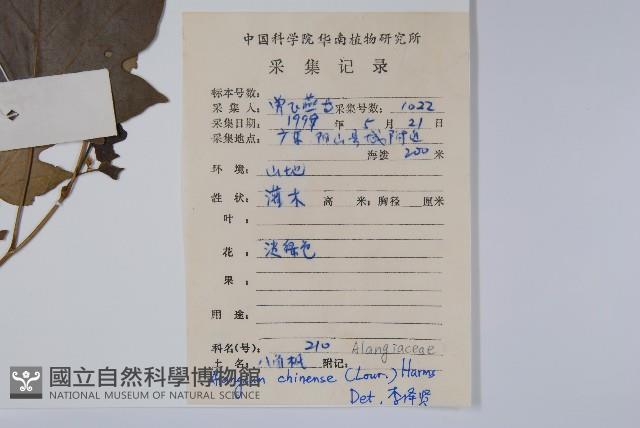 中国科学院华南植物研究所
采集记录
标本号数:
采集人: 曾飞燕 采集号数: 1022
采集日期: 1999 年 5 月 21 日
采集地点: 广东 阳山县城附近
海拔 200 米
环境: 山地
性状: 灌木 高 米; 胸径 厘米
叶:
花: 淡绿色
果:
用途:
科名(号): 210 Alangiaceae
土名: 八角枫 附记:
Alangium chinense (Lour.) Harms
Det. 李泽贤
國立自然科學博物館
NATIONAL MUSEUM OF NATURAL SCIENCE